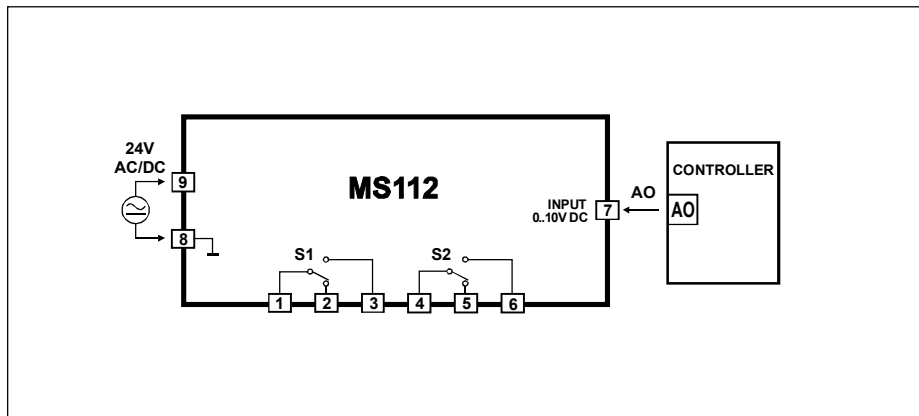 24V
AC/DC
9
8
MS112
S1
S2
1
2
3
4
5
6
INPUT
0..10V DC
7
AO
CONTROLLER
AO